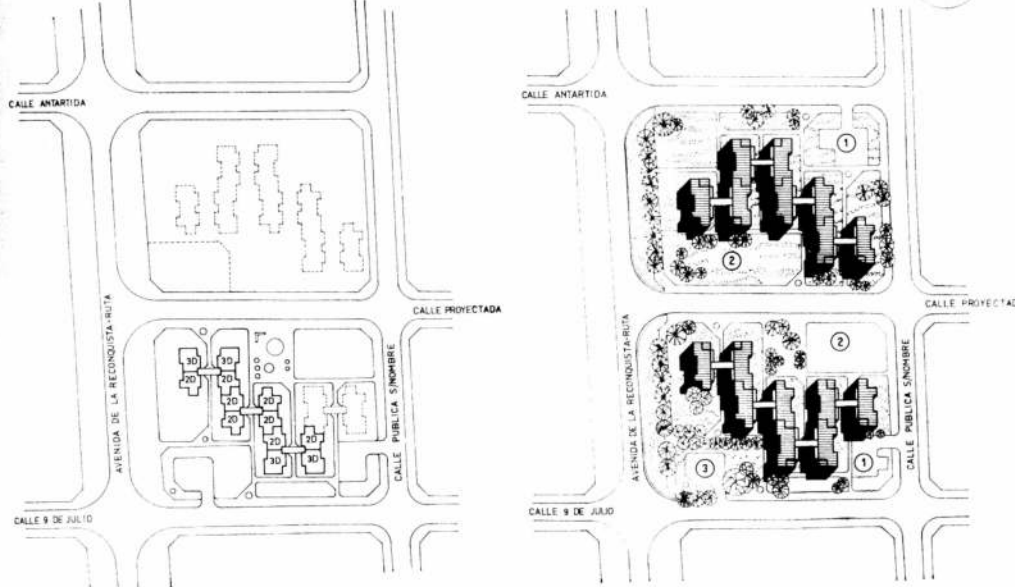 CALLE ANTARTIDA
CALLE PROYECTADA
AVENIDA DE LA RECONQUISTA-RUTA
3D
3D
2D
2D
2D
2D
2D
2D
2D
2D
3D
3D
CALLE PUBLICA S/NOMBRE
CALLE 9 DE JULIO
CALLE ANTARTIDA
1
2
CALLE PROYECTAD
2
AVENIDA DE LA RECONQUISTA-RUTA
3
1
CALLE PUBLICA S/NOMBRE
CALLE 9 DE JULIO